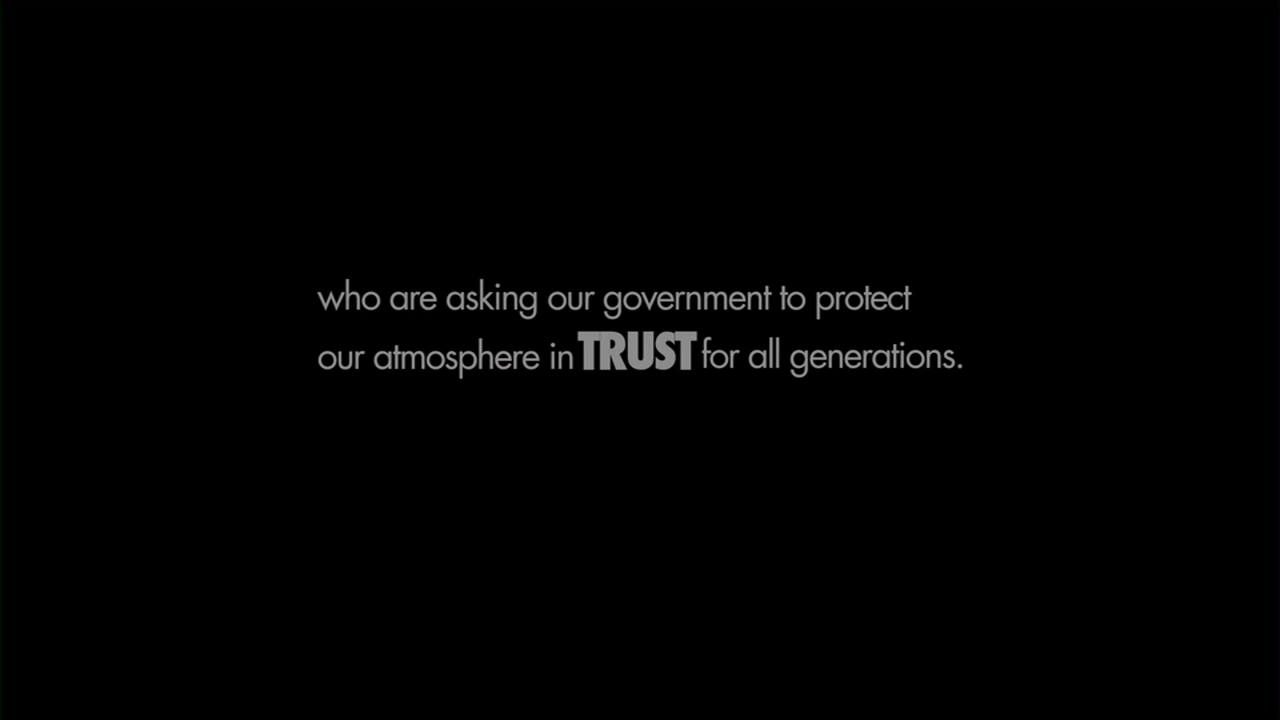 who are asking our government to protect
our atmosphere in TRUST for all generations.